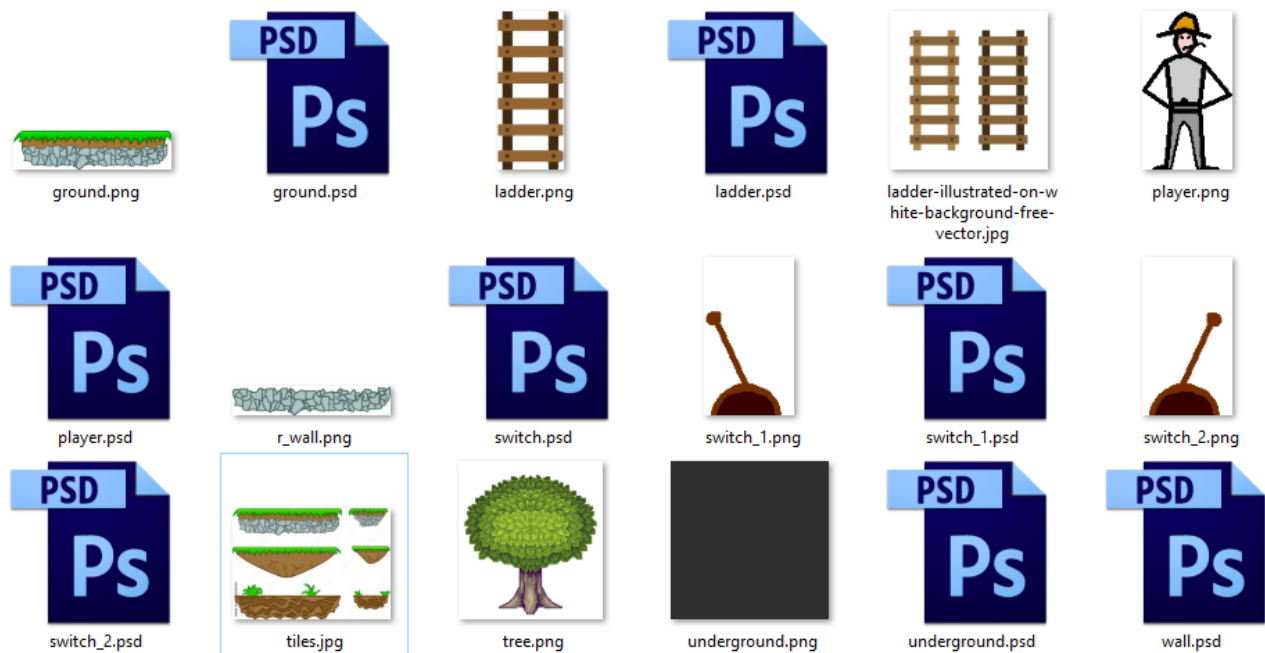 PSD
Ps
PSD
Ps
ground.png
ground.psd
ladder.png
ladder.psd
ladder-illustrated-on-w
hite-background-free-
vector.jpg
player.png
PSD
Ps
PSD
Ps
PSD
Ps
player.psd
r_wall.png
switch.psd
switch_1.png
switch_1.psd
switch_2.png
PSD
Ps
PSD
Ps
PSD
Ps
switch_2.psd
tiles.jpg
tree.png
underground.png
underground.psd
wall.psd